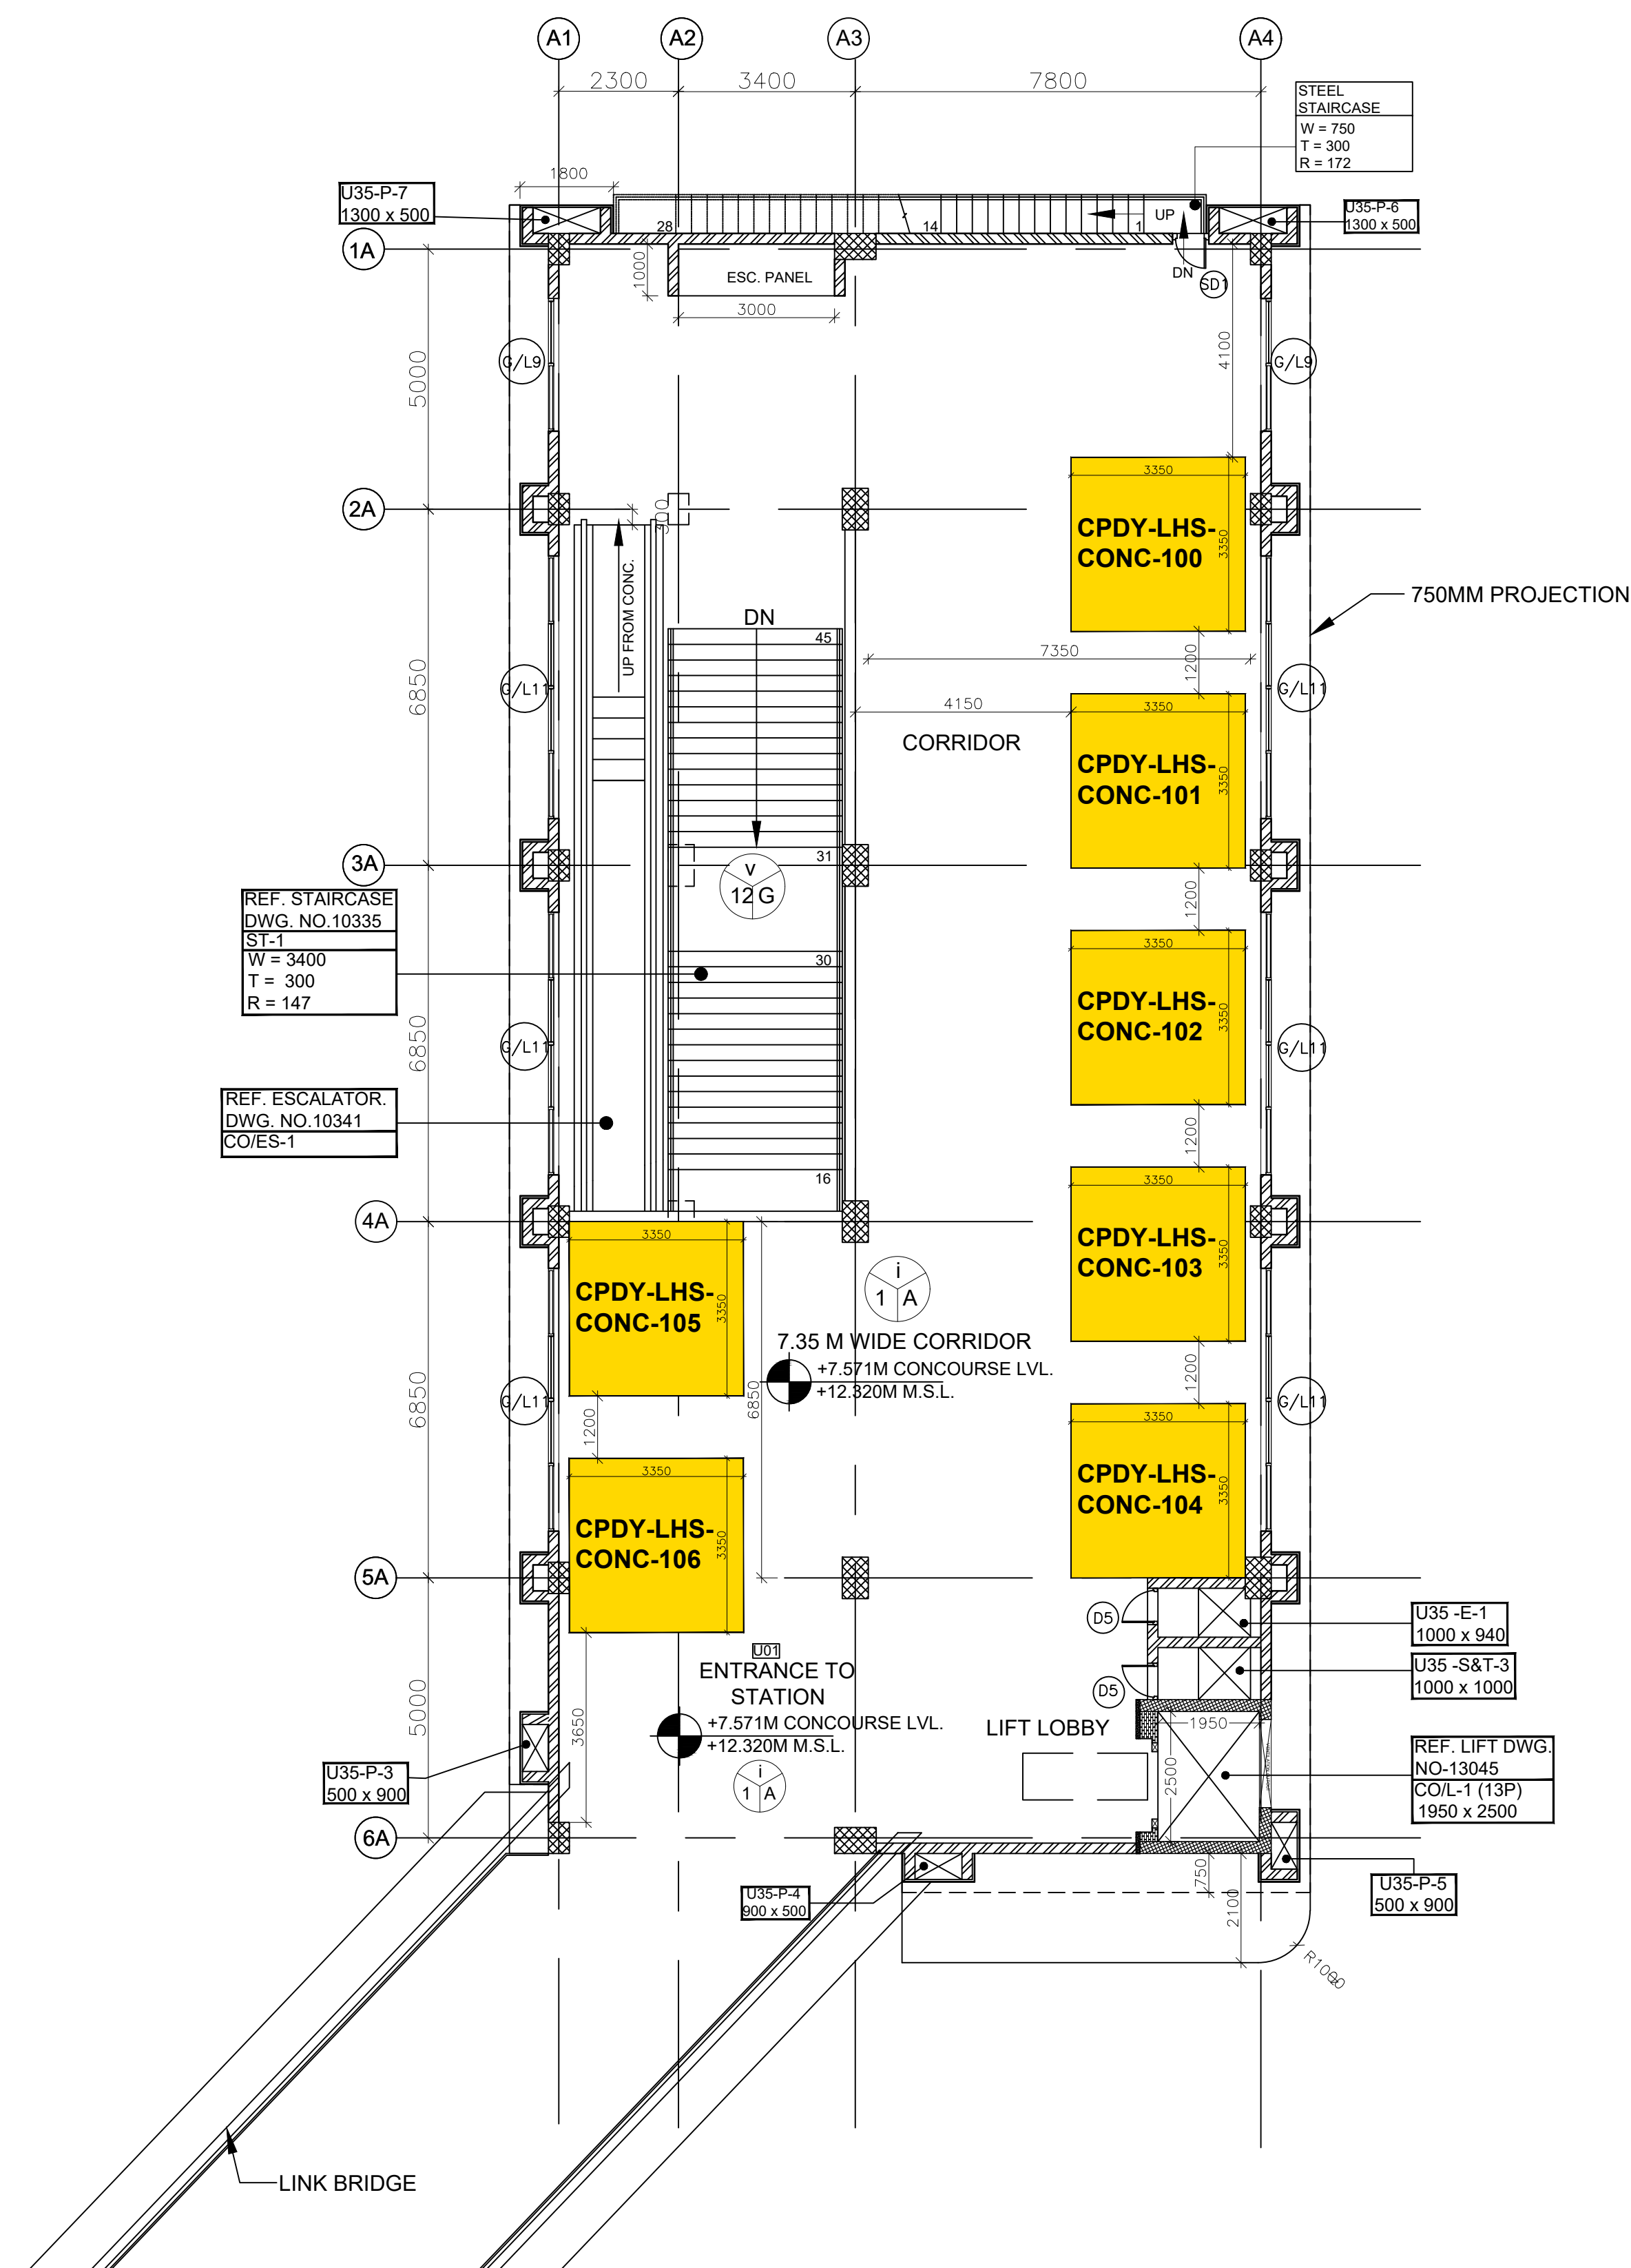 A1
A2
A3
A4
2300
3400
7800
STEEL
STAIRCASE
W = 750
T = 300
R = 172
1800
U35-P-7
1300 x 500
28
14
1
UP
U35-P-6
1300 x 500
1A
1000
ESC. PANEL
DN
SD1
3000
G/L9
5000
4100
G/L9
3350
CPDY-LHS-
CONC-100
3350
2A
UP FROM CONC.
750MM PROJECTION
DN
45
7350
1200
G/L11
6850
G/L11
4150
3350
CORRIDOR
CPDY-LHS-
CONC-101
3350
3A
31
V
12 G
1200
REF. STAIRCASE
DWG. NO.10335
ST-1
W = 3400
T = 300
R = 147
30
3350
CPDY-LHS-
CONC-102
3350
G/L11
6850
G/L11
REF. ESCALATOR.
DWG. NO.10341
CO/ES-1
1200
16
3350
CPDY-LHS-
CONC-103
3350
4A
3350
CPDY-LHS-
CONC-105
3350
i
1 A
7.35 M WIDE CORRIDOR
+7.571M CONCOURSE LVL.
+12.320M M.S.L.
6850
1200
6850
G/L11
G/L11
1200
3350
CPDY-LHS-
CONC-104
3350
3350
CPDY-LHS-
CONC-106
3350
5A
D5
U35 -E-1
1000 x 940
U01
ENTRANCE TO
STATION
D5
U35 -S&T-3
1000 x 1000
5000
3650
+7.571M CONCOURSE LVL.
+12.320M M.S.L.
LIFT LOBBY
1950
2500
REF. LIFT DWG.
NO-13045
CO/L-1 (13P)
1950 x 2500
U35-P-3
500 x 900
i
1 A
6A
U35-P-4
900 x 500
750
2100
U35-P-5
500 x 900
R1000
LINK BRIDGE